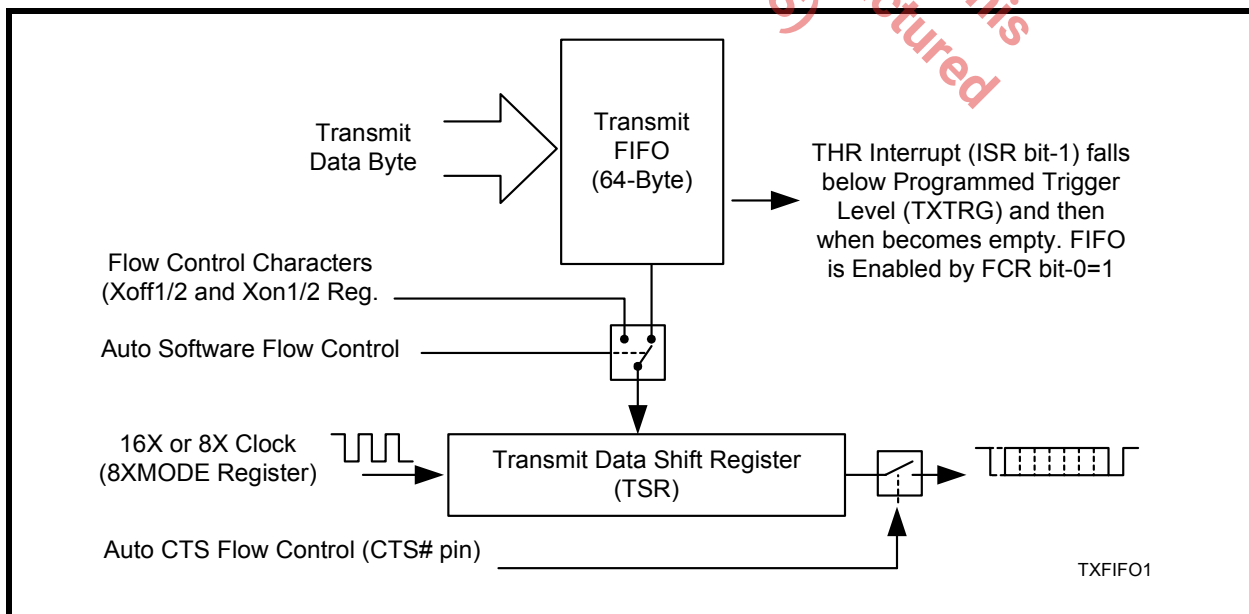 his
ctured
s)
Transmit
Data Byte
Transmit
FIFO
(64-Byte)
THR Interrupt (ISR bit-1) falls
below Programmed Trigger
Level (TXTRG) and then
when becomes empty. FIFO
is Enabled by FCR bit-0=1
Flow Control Characters
(Xoff1/2 and Xon1/2 Reg.
Auto Software Flow Control
16X or 8X Clock
(8XMODE Register)
Transmit Data Shift Register
(TSR)
Auto CTS Flow Control (CTS# pin)
TXFIFO1